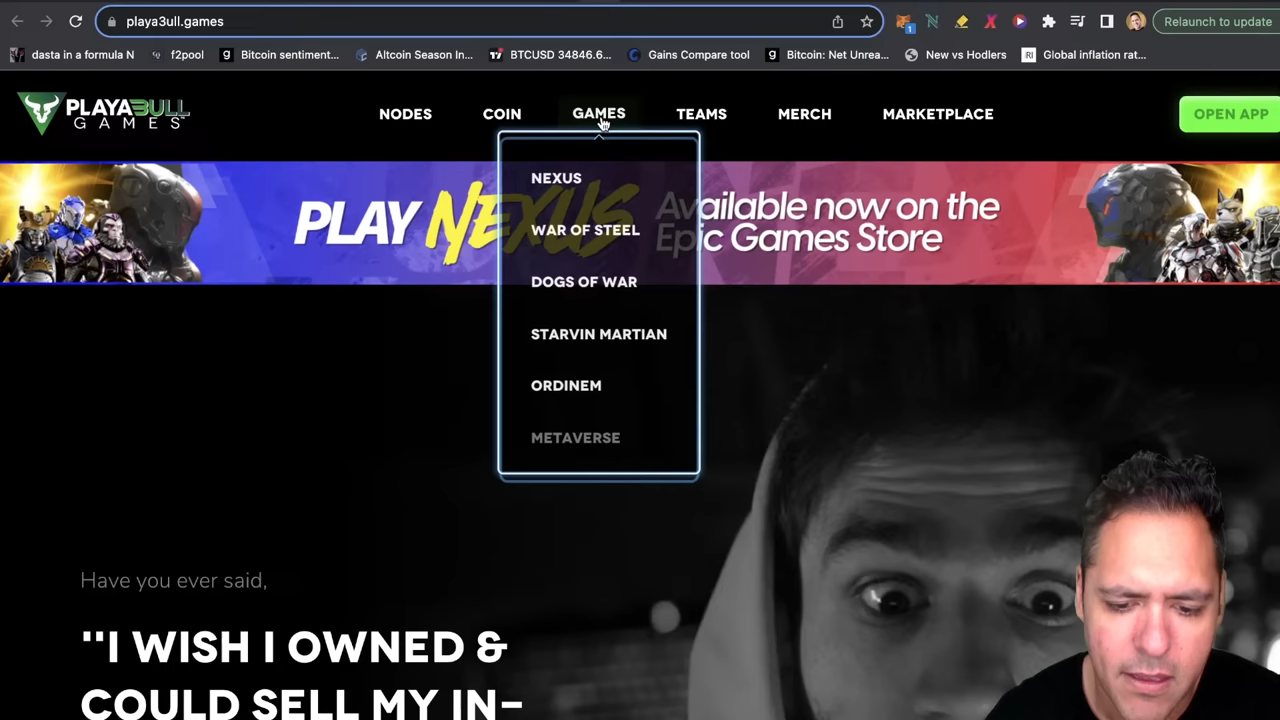 playa3ull.games
1
Relaunch to update
dasta in a formula N
f2pool
Bitcoin sentiment...
Altcoin Season In...
BTCUSD 34846.6...
Gains Compare tool
Bitcoin: Net Unrea...
New vs Hodlers
Global inflation rat...
PLAYA3ULL
GAMES
NODES
COIN
GAMES
TEAMS
MERCH
MARKETPLACE
OPEN APP
NEXUS
WAR OF STEEL
DOGS OF WAR
STARVIN MARTIAN
ORDINEM
METAVERSE
PLAY NEXUS
Available now on the
Epic Games Store
Have you ever said,
"I WISH I OWNED &
COULD SELL MY IN-